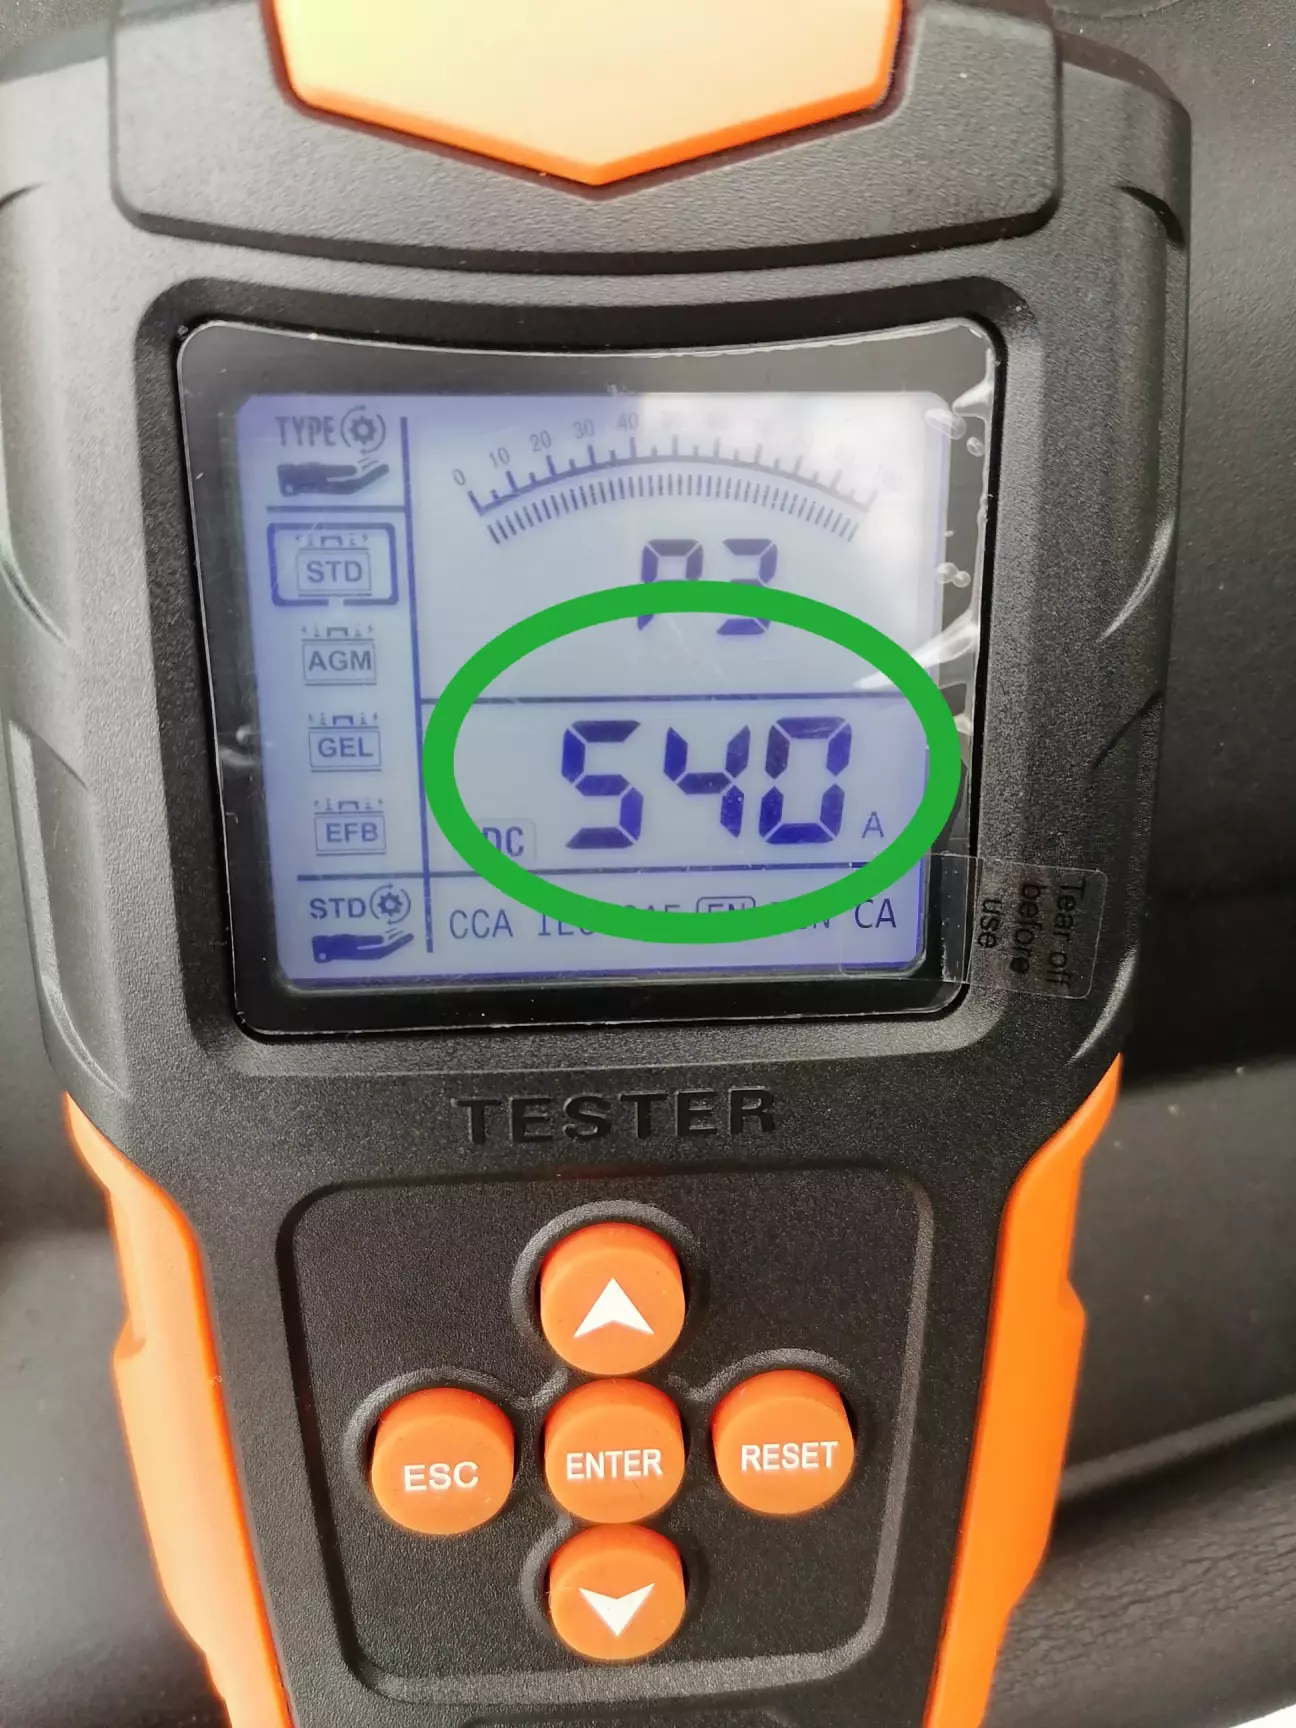 TYPE
0 10 20 30 40
STD
P3
AGM
GEL
540 A
EFB
DC
STD
CCA EN CA
Tear off
before
use
TESTER
ESC ENTER RESET